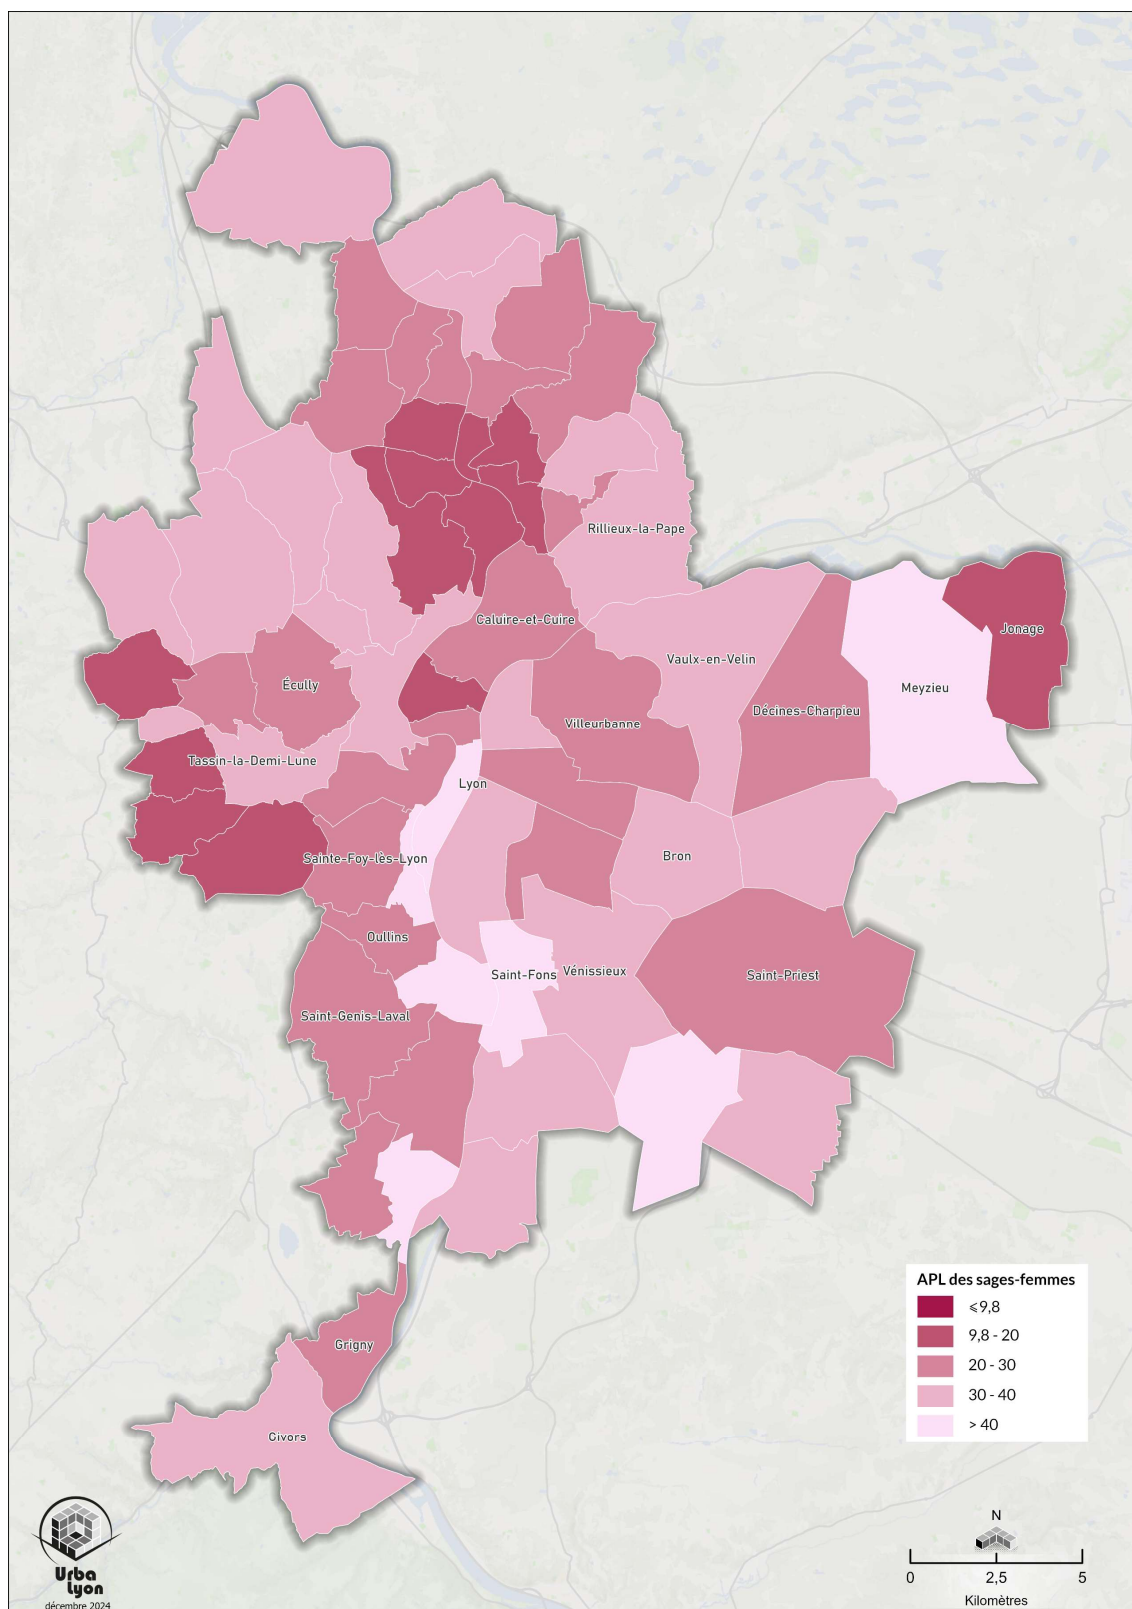 Rillieux-la-Pape
Caluire-et-Cuire
Jonage
Vaulx-en-Velin
Écully
Meyzieu
Décines-Charpieu
Villeurbanne
Tassin-la-Demi-Lune
Lyon
Sainte-Foy-lès-Lyon
Bron
Oullins
Saint-Fons
Vénissieux
Saint-Priest
Saint-Genis-Laval
Grigny
Givors
APL des sages-femmes
⩽9,8
9,8 - 20
20 - 30
30 - 40
> 40
Urba
Lyon
décembre 2024
N
0 2,5 5
Kilomètres